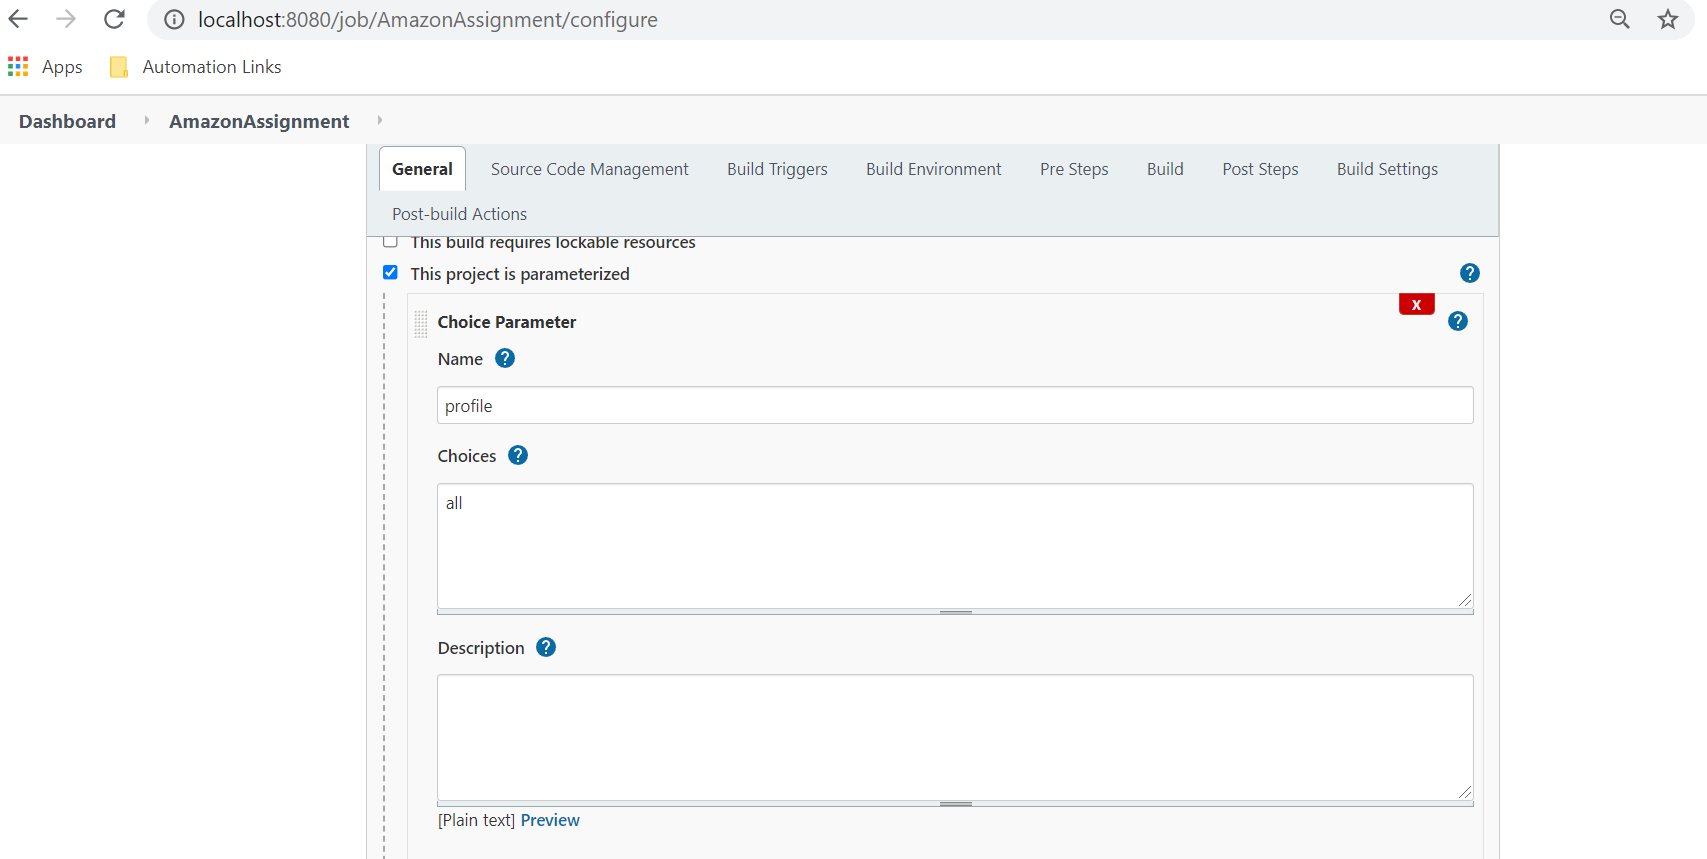 localhost:8080/job/AmazonAssignment/configure
Apps Automation Links
Dashboard AmazonAssignment
General Source Code Management Build Triggers Build Environment Pre Steps Build Post Steps Build Settings
Post-build Actions
This build requires lockable resources
This project is parameterized ?
X
Choice Parameter ?
Name ?
profile
Choices ?
all
Description ?
[Plain text] Preview